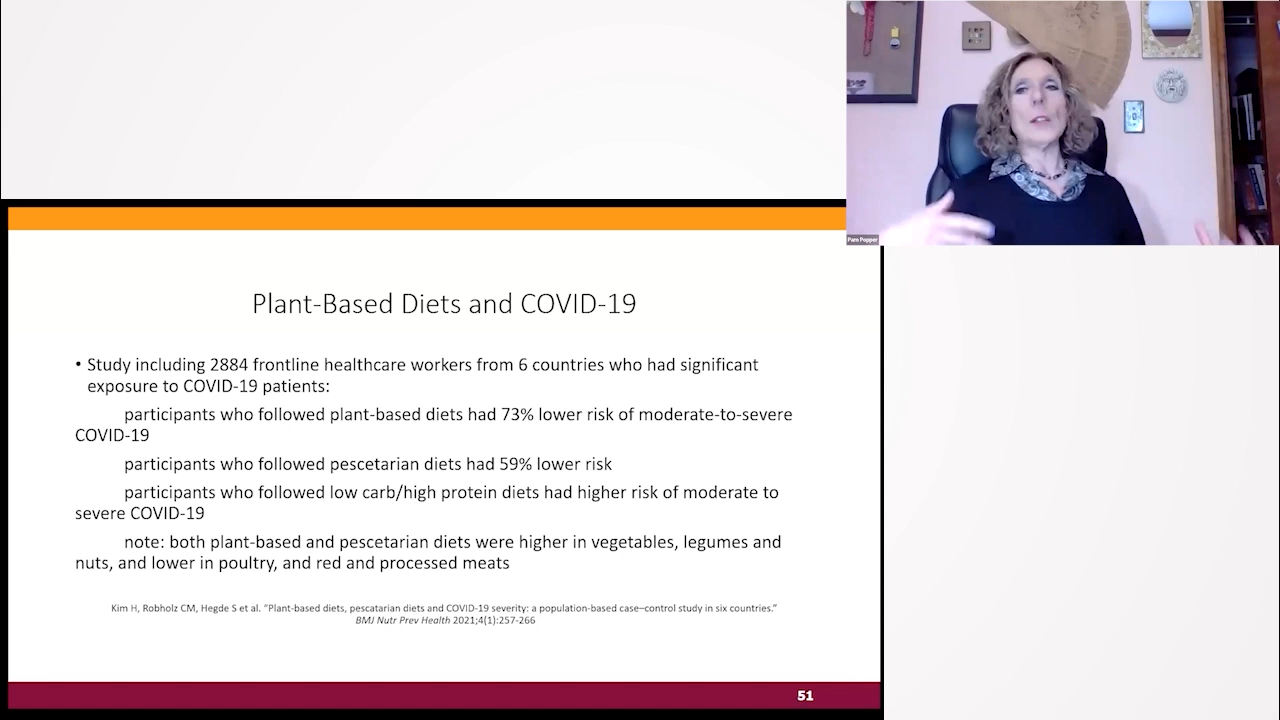 Pam Popper
Plant-Based Diets and COVID-19
• Study including 2884 frontline healthcare workers from 6 countries who had significant
exposure to COVID-19 patients:
participants who followed plant-based diets had 73% lower risk of moderate-to-severe
COVID-19
participants who followed pescetarian diets had 59% lower risk
participants who followed low carb/high protein diets had higher risk of moderate to
severe COVID-19
note: both plant-based and pescetarian diets were higher in vegetables, legumes and
nuts, and lower in poultry, and red and processed meats
Kim H, Robholz CM, Hegde S et al. "Plant-based diets, pescatarian diets and COVID-19 severity: a population-based case–control study in six countries."
BMJ Nutr Prev Health 2021;4(1):257-266
51